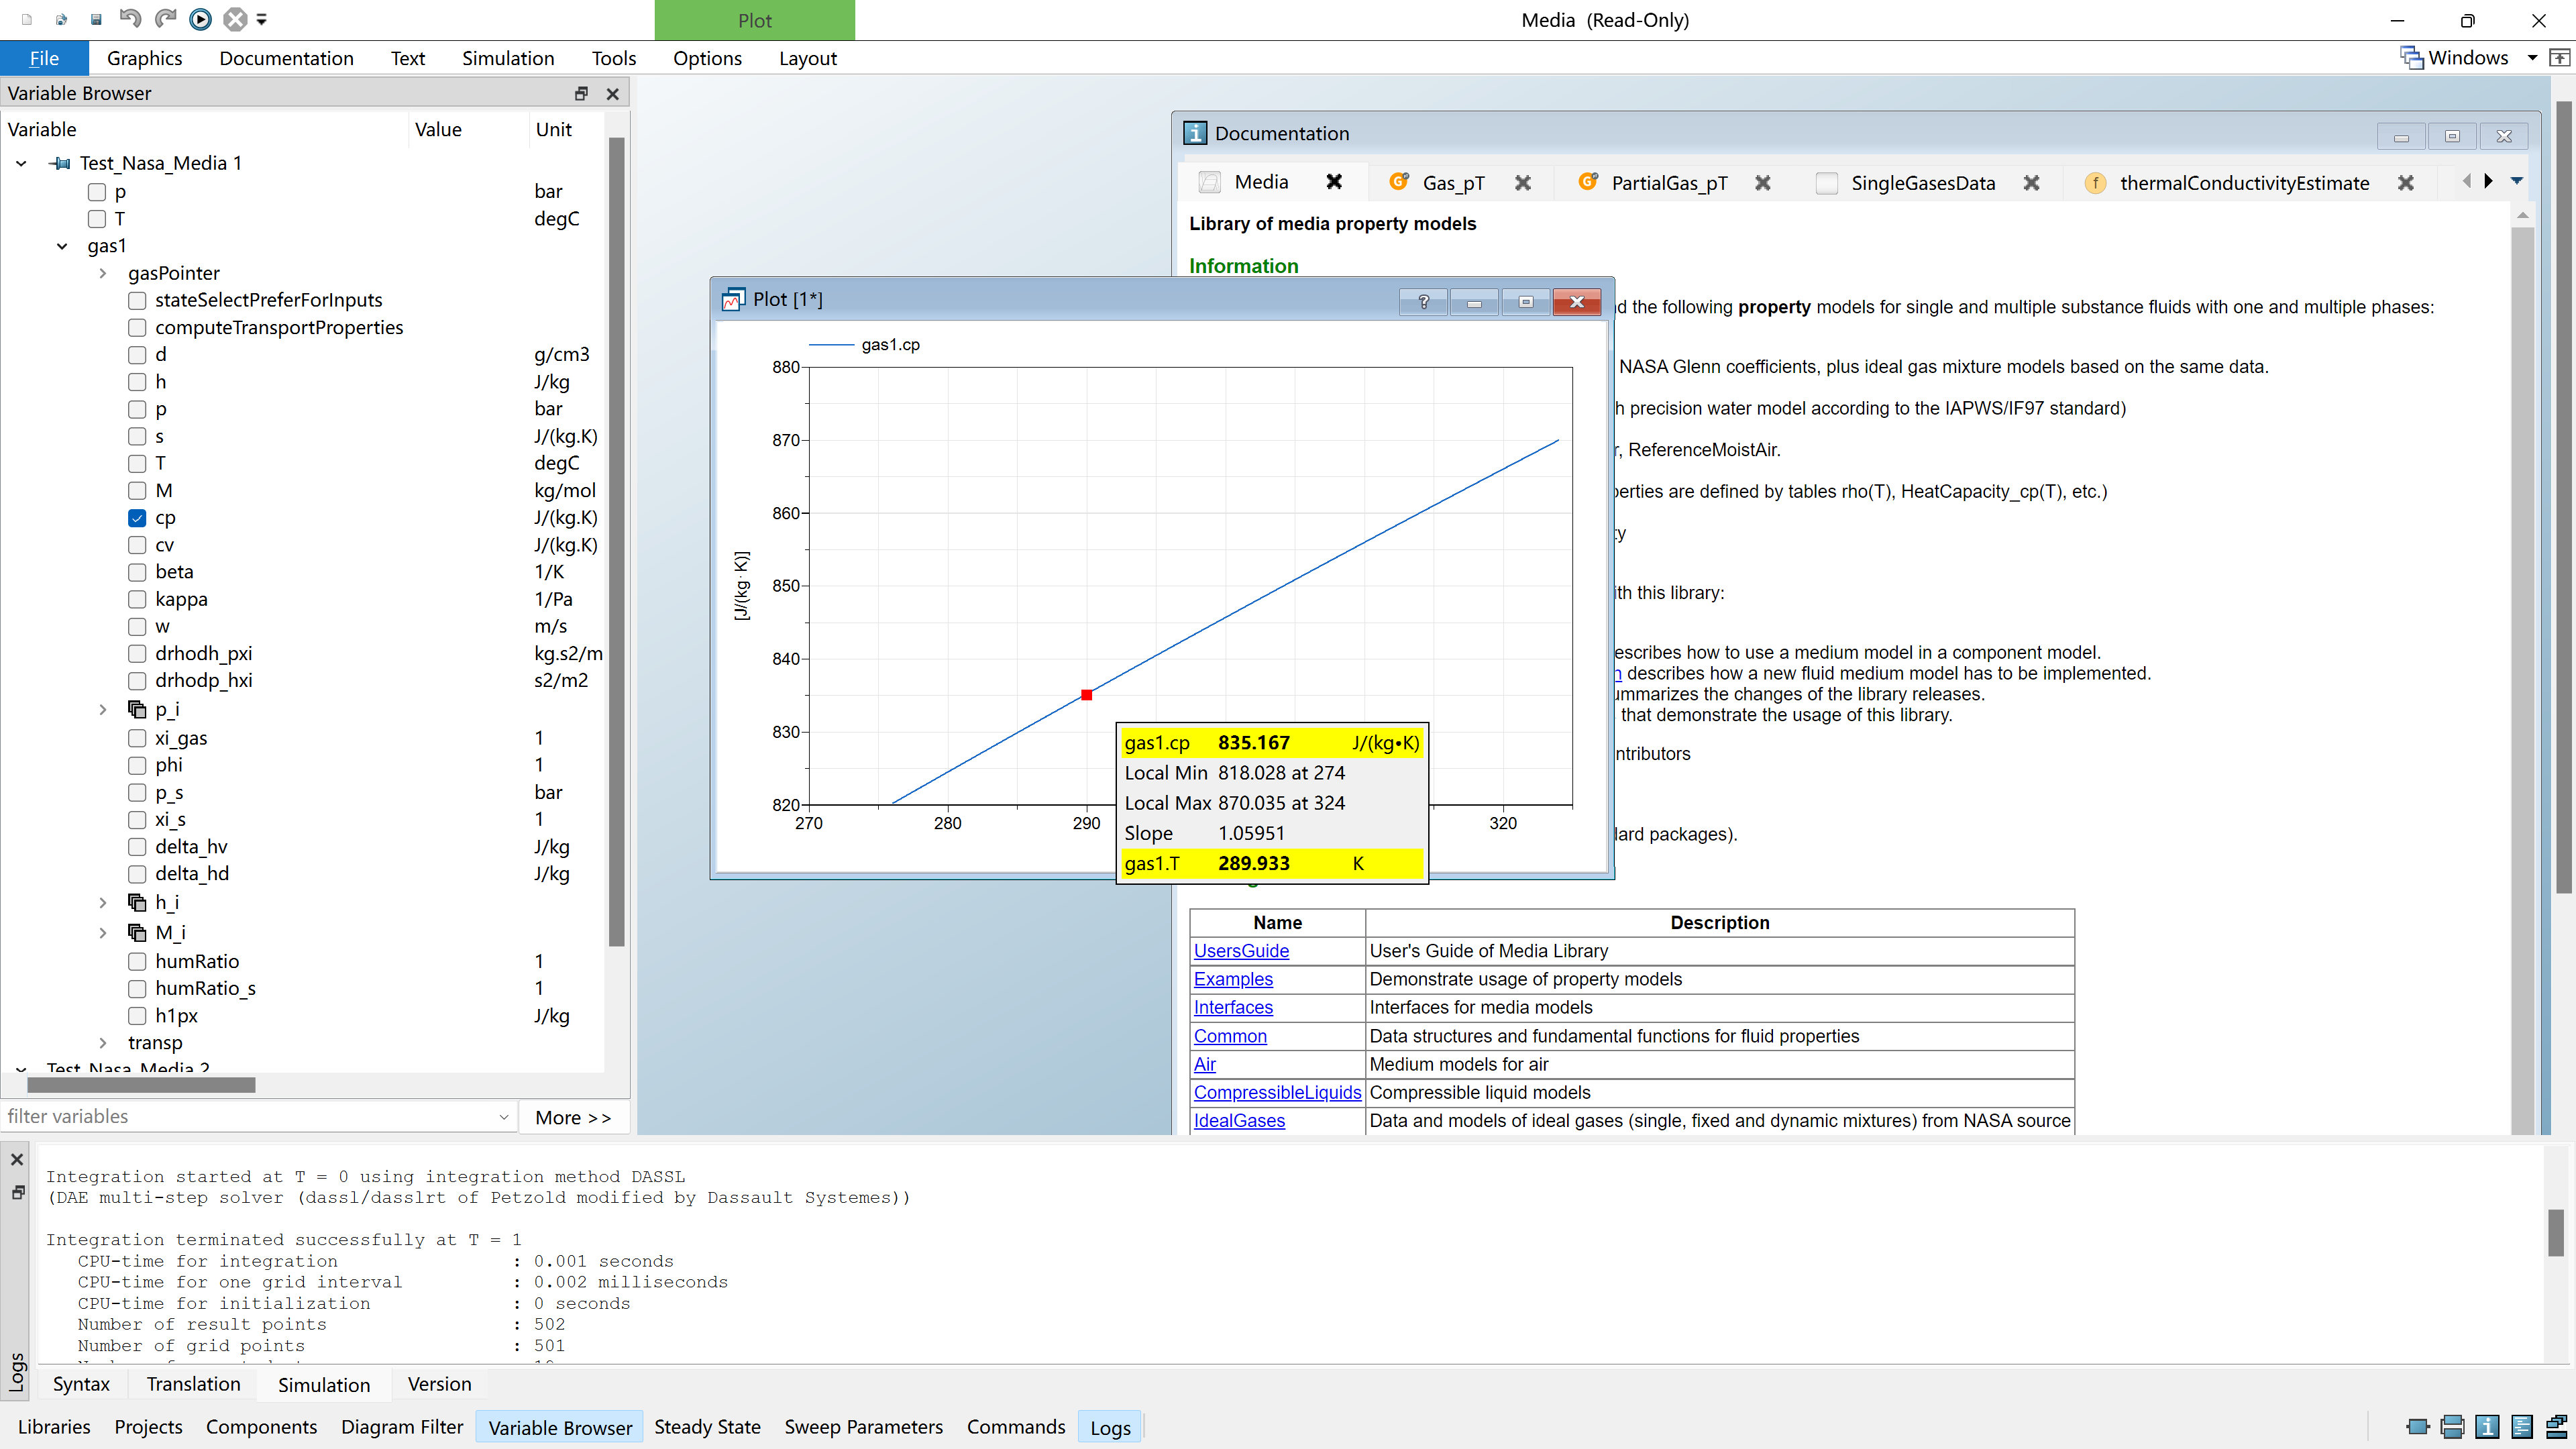 Plot
Media (Read-Only)
File Graphics Documentation Text Simulation Tools Options Layout
Windows
Variable Browser
Variable Value Unit
Test_Nasa_Media 1
p bar
T degC
gas1
gasPointer
stateSelectPreferForInputs
computeTransportProperties
d g/cm3
h J/kg
p bar
s J/(kg.K)
T degC
M kg/mol
cp J/(kg.K)
cv J/(kg.K)
beta 1/K
kappa 1/Pa
w m/s
drhodh_pxi kg.s2/m
drhodp_hxi s2/m2
p_i
xi_gas 1
phi 1
p_s bar
xi_s 1
delta_hv J/kg
delta_hd J/kg
h_i
M_i
humRatio 1
humRatio_s 1
h1px J/kg
transp
Test_Nasa_Media 2
filter variables More >>
Documentation
Media Gas_pT PartialGas_pT SingleGasesData thermalConductivityEstimate
Library of media property models
Information
the following property models for single and multiple substance fluids with one and multiple phases:
NASA Glenn coefficients, plus ideal gas mixture models based on the same data.
precision water model according to the IAPWS/IF97 standard)
ReferenceMoistAir.
are defined by tables rho(T), HeatCapacity_cp(T), etc.)
this library:
how to use a medium model in a component model.
describes how a new fluid medium model has to be implemented.
the changes of the library releases.
that demonstrate the usage of this library.
packages).
Plot [1*]
gas1.cp
880
870
860
850
840
830
820
[J/(kg·K)]
270 280 290 320
gas1.cp 835.167 J/(kg•K)
Local Min 818.028 at 274
Local Max 870.035 at 324
Slope 1.05951
gas1.T 289.933 K
Name Description
UsersGuide User's Guide of Media Library
Examples Demonstrate usage of property models
Interfaces Interfaces for media models
Common Data structures and fundamental functions for fluid properties
Air Medium models for air
CompressibleLiquids Compressible liquid models
IdealGases Data and models of ideal gases (single, fixed and dynamic mixtures) from NASA source
Integration started at T = 0 using integration method DASSL
(DAE multi-step solver (dassl/dasslrt of Petzold modified by Dassault Systemes))
Integration terminated successfully at T = 1
CPU-time for integration : 0.001 seconds
CPU-time for one grid interval : 0.002 milliseconds
CPU-time for initialization : 0 seconds
Number of result points : 502
Number of grid points : 501
Logs
Syntax Translation Simulation Version
Libraries Projects Components Diagram Filter Variable Browser Steady State Sweep Parameters Commands Logs